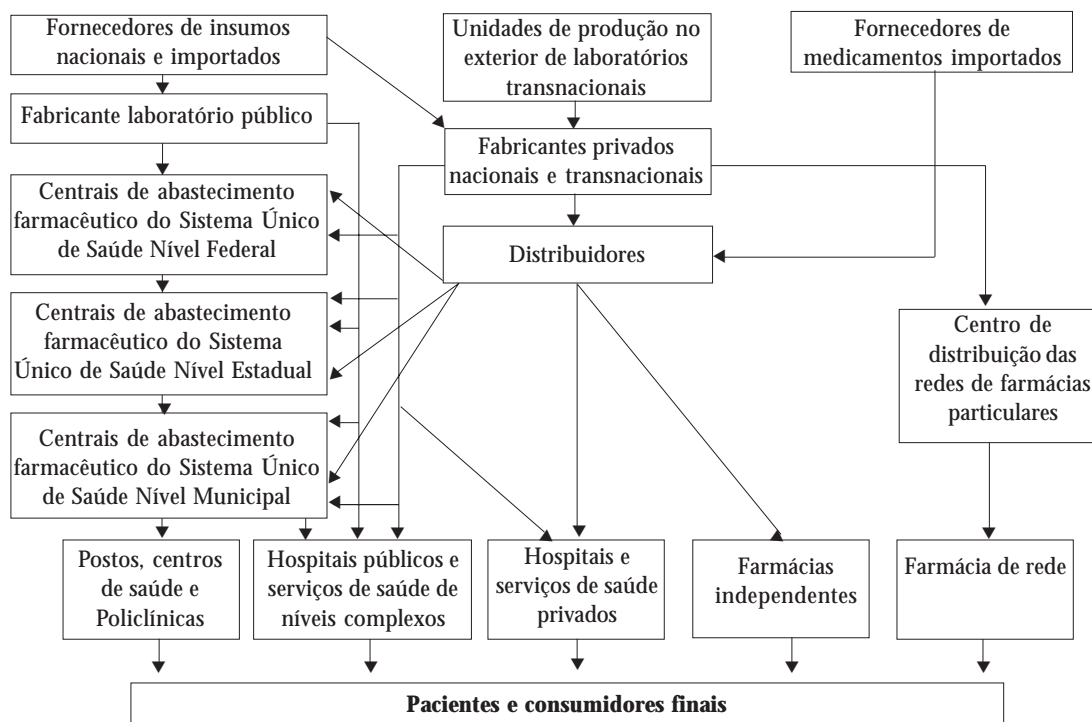 Fornecedores de insumos
nacionais e importados
Unidades de produção no
exterior de laboratórios
transnacionais
Fornecedores de
medicamentos importados
Fabricante laboratório público
Fabricantes privados
nacionais e transnacionais
Centrais de abastecimento
farmacêutico do Sistema Único
de Saúde Nível Federal
Distribuidores
Centrais de abastecimento
farmacêutico do Sistema
Único de Saúde Nível Estadual
Centro de
distribuição das
redes de farmácias
particulares
Centrais de abastecimento
farmacêutico do Sistema Único
de Saúde Nível Municipal
Postos, centros
de saúde e
Policlínicas
Hospitais públicos e
serviços de saúde de
níveis complexos
Hospitais e
serviços de saúde
privados
Farmácias
independentes
Farmácia de rede
Pacientes e consumidores finais